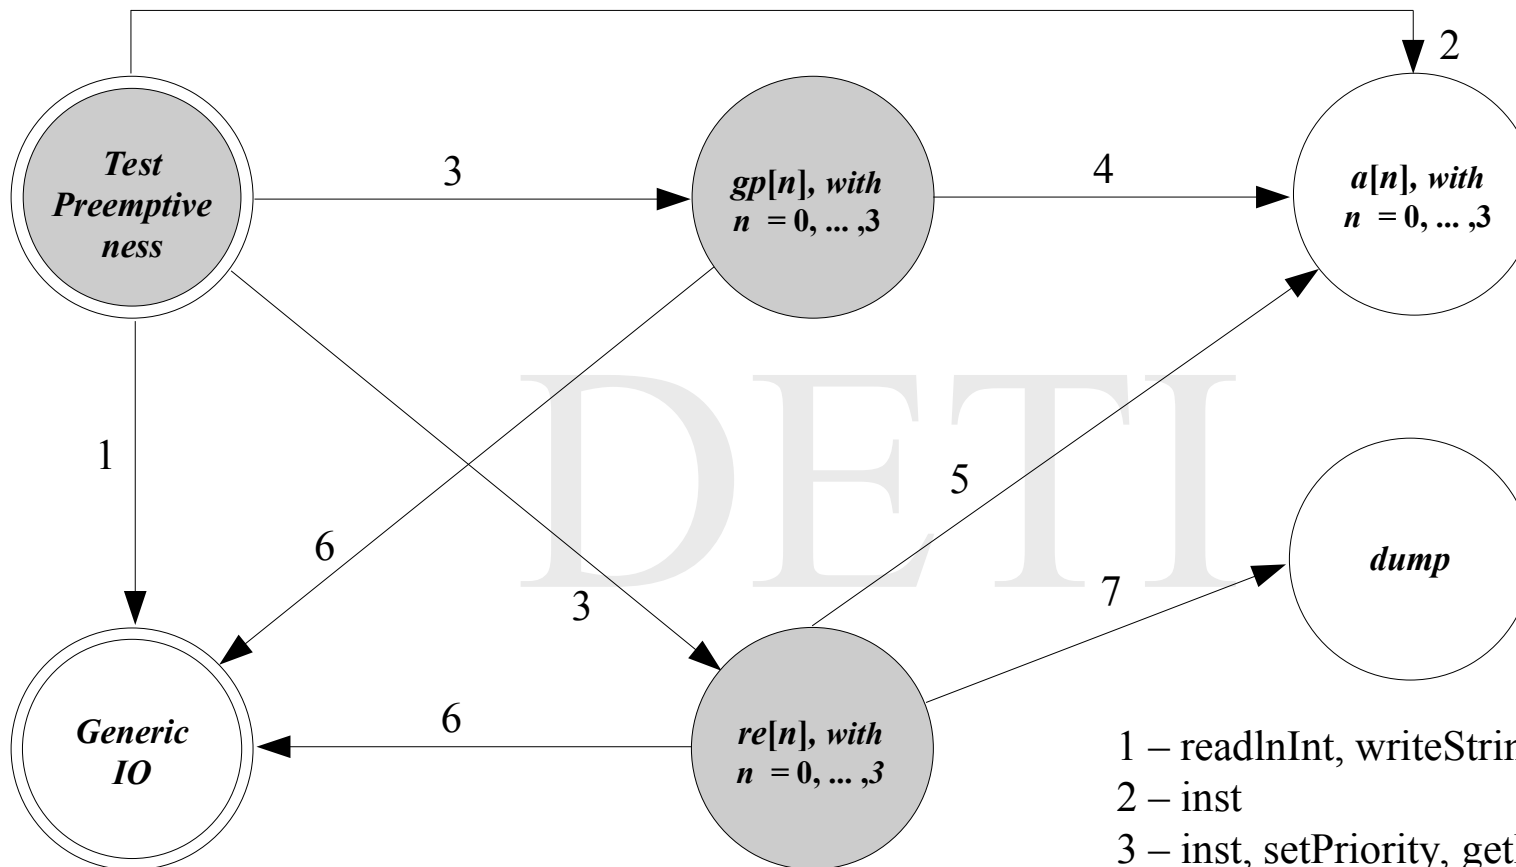 2
Test
Preemptive
ness
3
gp[n], with
n = 0, ... ,3
4
a[n], with
n = 0, ... ,3
1
6
3
5
DETI
dump
7
Generic
IO
6
re[n], with
n = 0, ... ,3
1 – readlnInt, writeStrin
2 – inst
3 – inst, setPriority, get